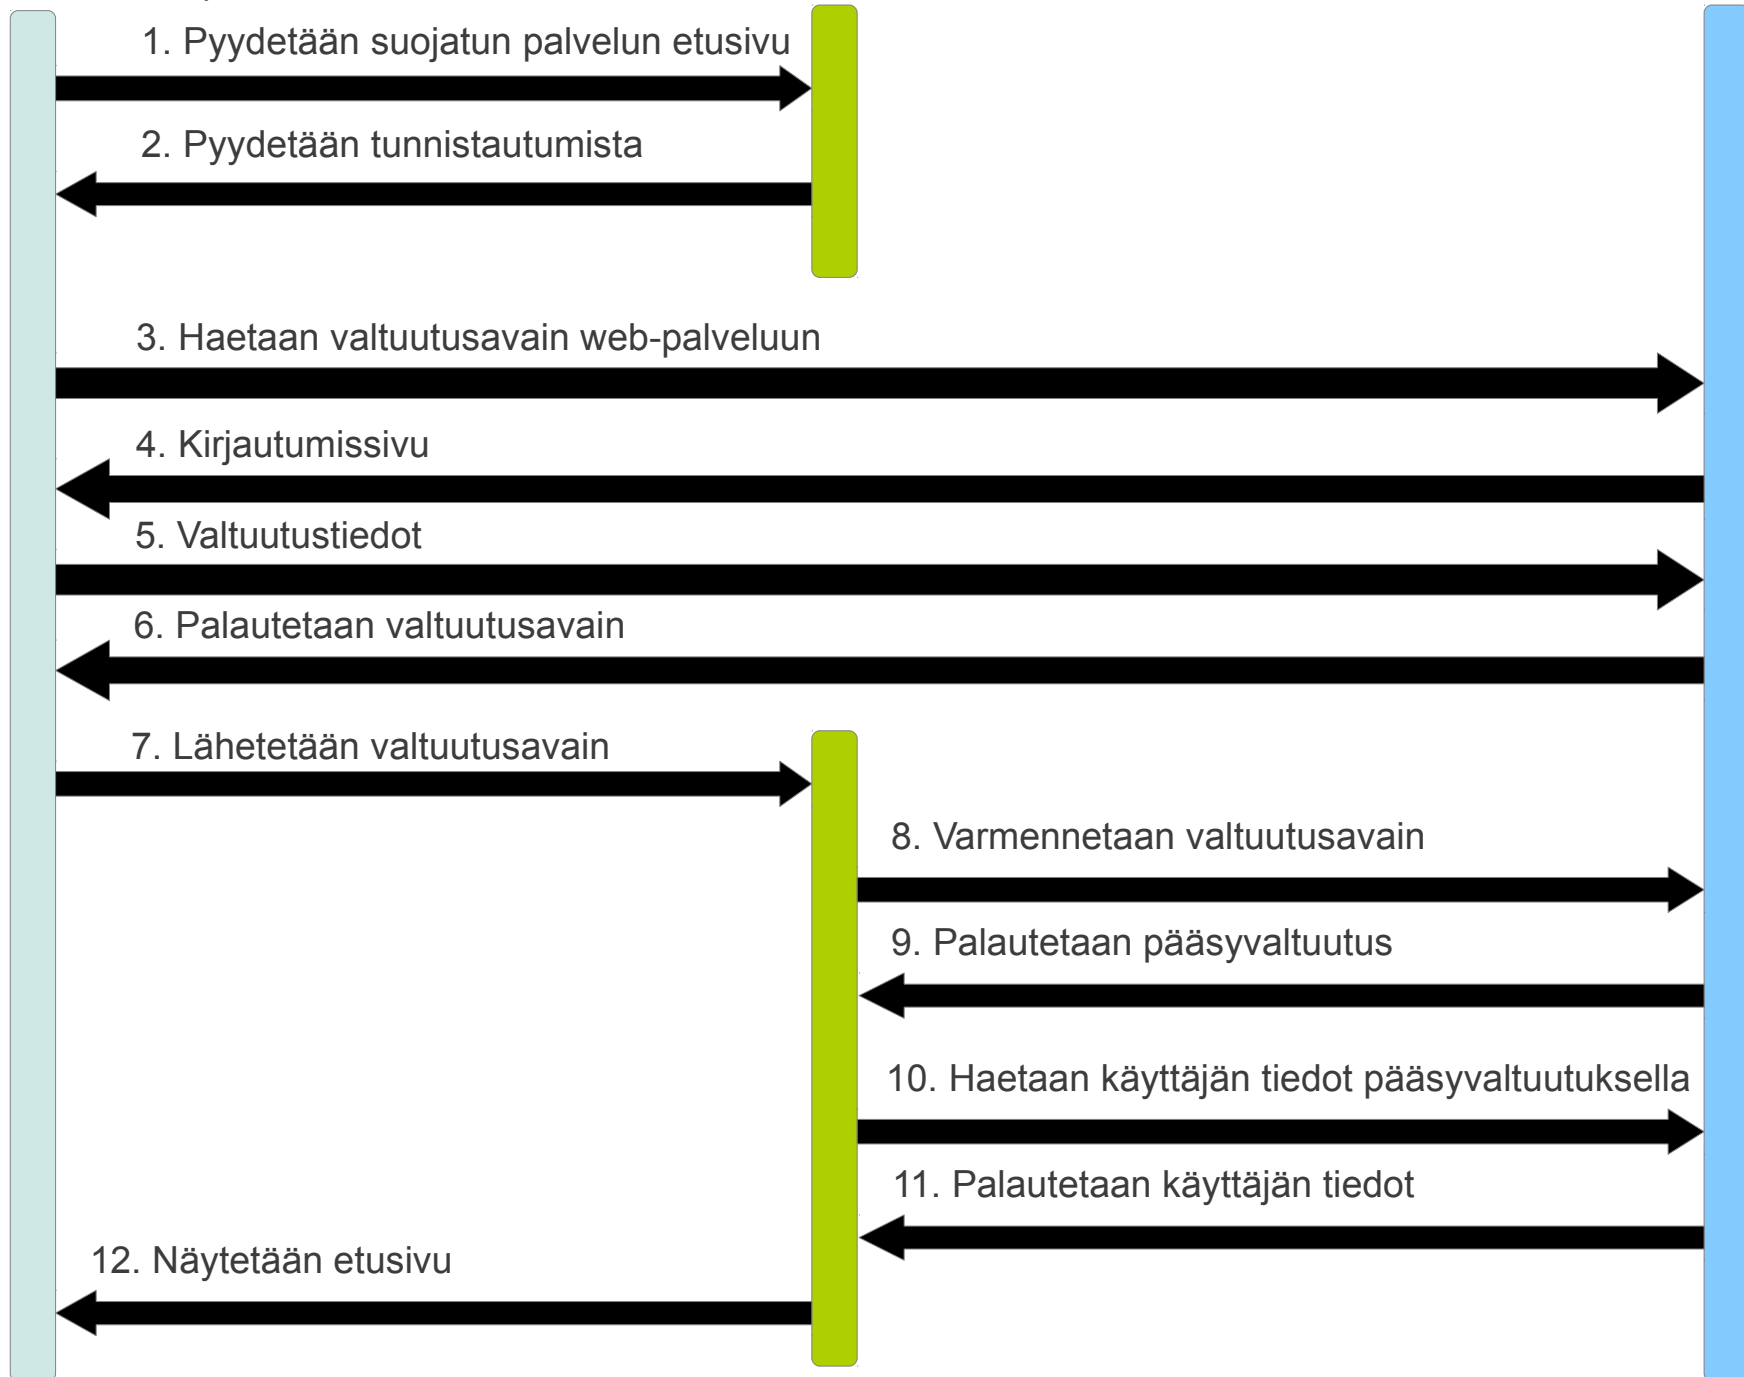 1. Pyydetään suojatun palvelun etusivu
2. Pyydetään tunnistautumista
3. Haetaan valtuutusavain web-palveluun
4. Kirjautumissivu
5. Valtuutustiedot
6. Palautetaan valtuutusavain
7. Lähetetään valtuutusavain
8. Varmennetaan valtuutusavain
9. Palautetaan pääsyvaltuutus
10. Haetaan käyttäjän tiedot pääsyvaltuutuksella
11. Palautetaan käyttäjän tiedot
12. Näytetään etusivu